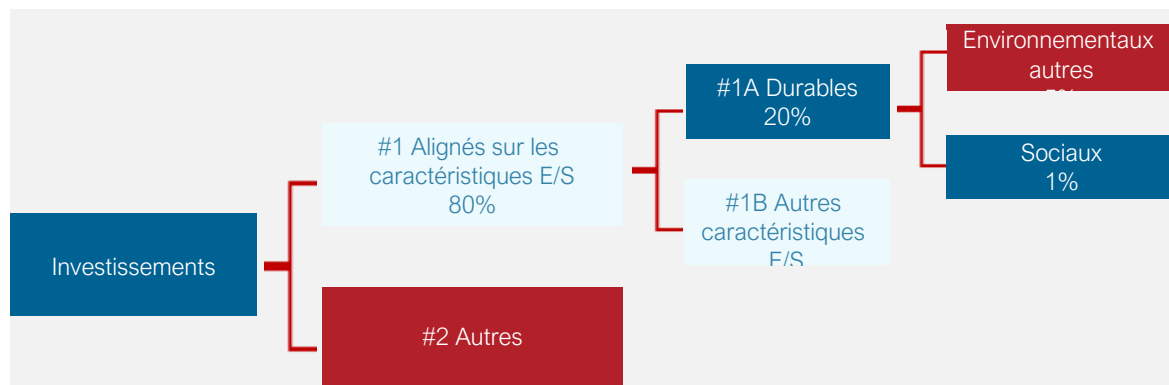 Environnementaux
autres
#1A Durables
20%
#1 Alignés sur les
caractéristiques E/S
80%
Sociaux
1%
#1B Autres
caractéristiques
E/S
Investissements
#2 Autres